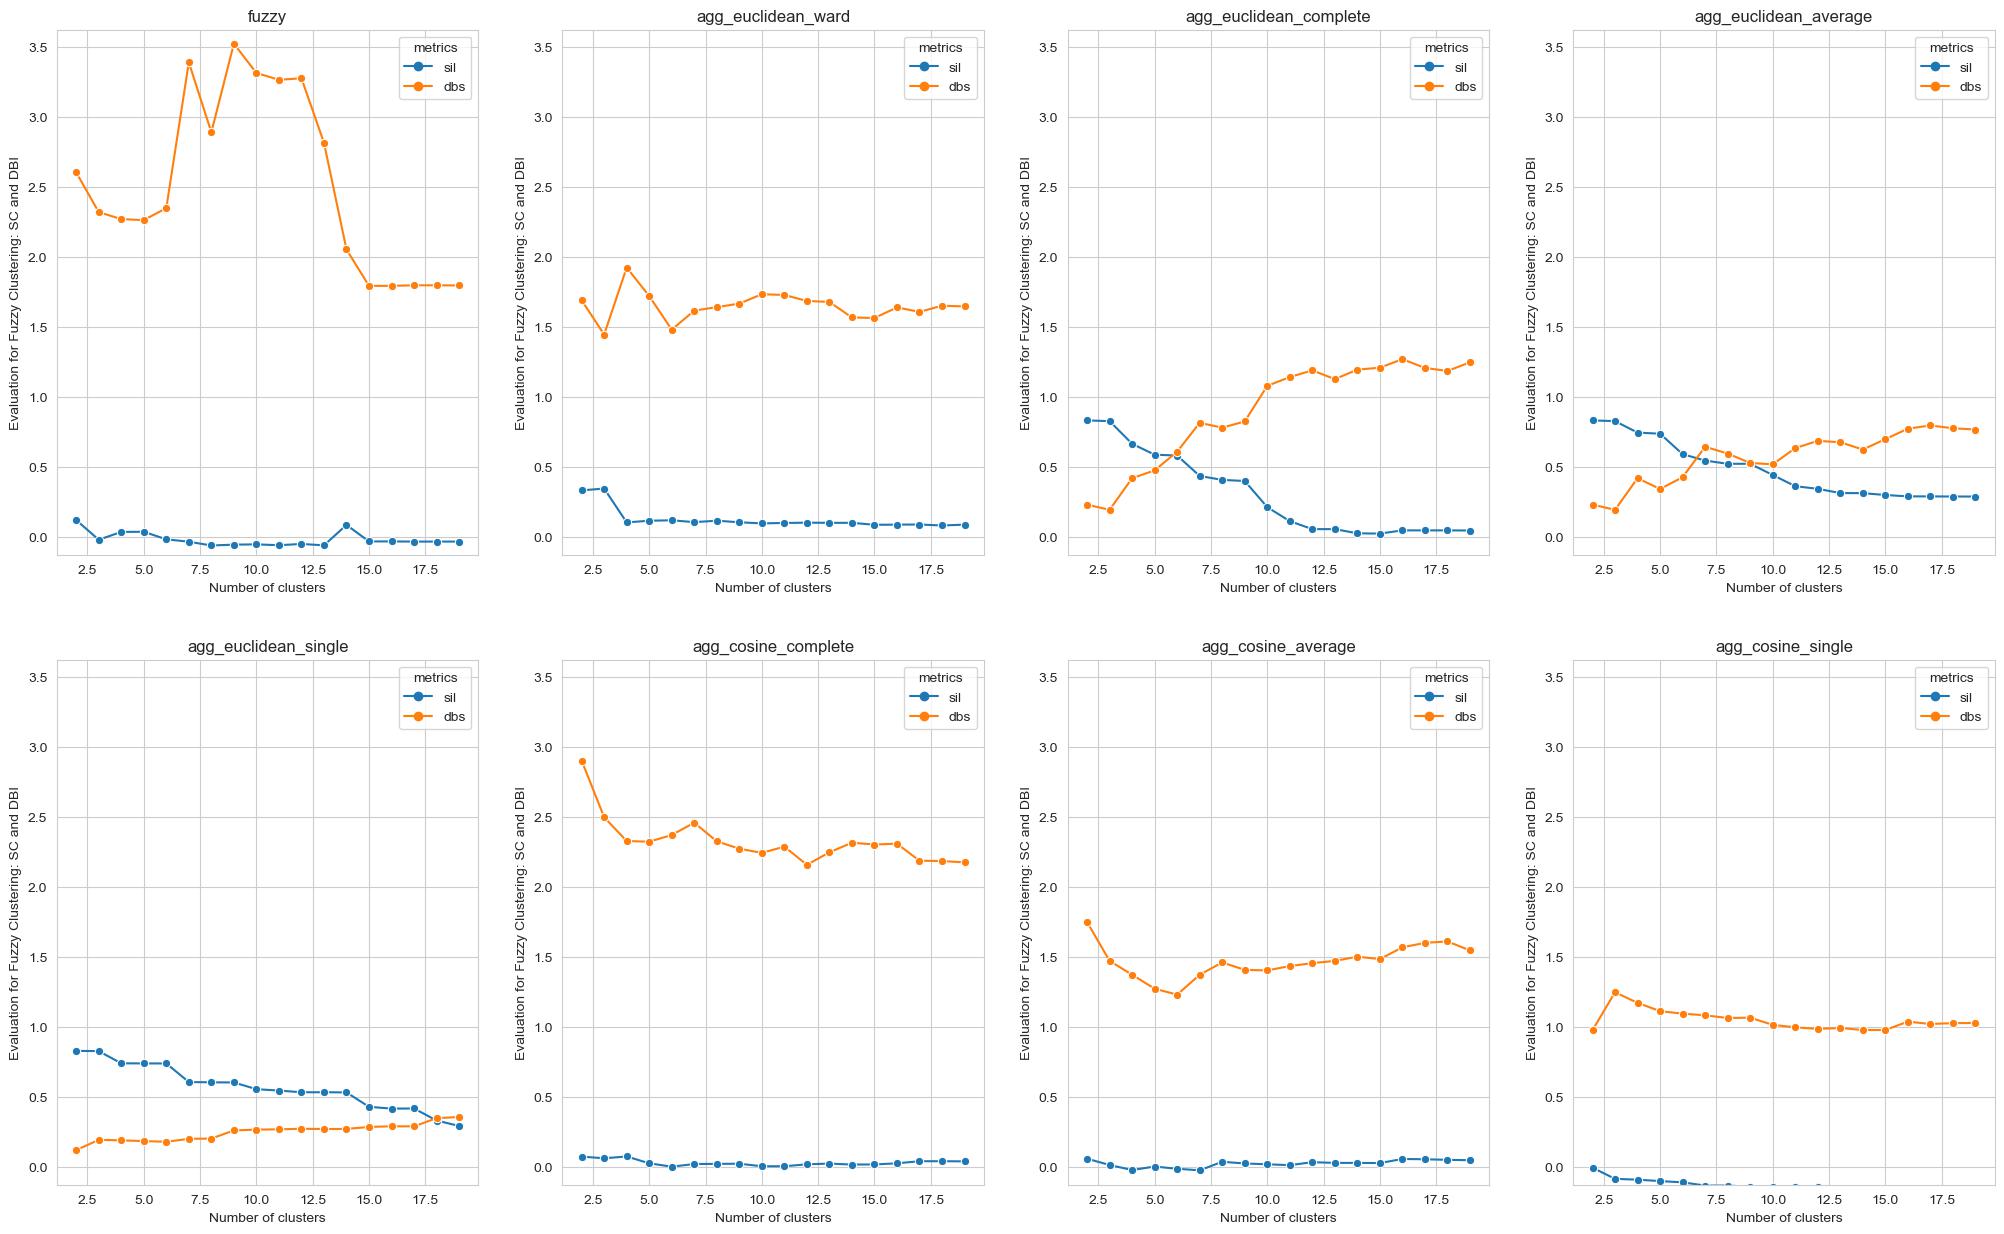 fuzzy
Evaluation for Fuzzy Clustering: SC and DBI
3.5
3.0
2.5
2.0
1.5
1.0
0.5
0.0
metrics
sil
dbs
2.5 5.0 7.5 10.0 12.5 15.0 17.5
Number of clusters
agg_euclidean_ward
Evaluation for Fuzzy Clustering: SC and DBI
3.5
3.0
2.5
2.0
1.5
1.0
0.5
0.0
metrics
sil
dbs
2.5 5.0 7.5 10.0 12.5 15.0 17.5
Number of clusters
agg_euclidean_complete
Evaluation for Fuzzy Clustering: SC and DBI
3.5
3.0
2.5
2.0
1.5
1.0
0.5
0.0
metrics
sil
dbs
2.5 5.0 7.5 10.0 12.5 15.0 17.5
Number of clusters
agg_euclidean_average
Evaluation for Fuzzy Clustering: SC and DBI
3.5
3.0
2.5
2.0
1.5
1.0
0.5
0.0
metrics
sil
dbs
2.5 5.0 7.5 10.0 12.5 15.0 17.5
Number of clusters
agg_euclidean_single
Evaluation for Fuzzy Clustering: SC and DBI
3.5
3.0
2.5
2.0
1.5
1.0
0.5
0.0
metrics
sil
dbs
2.5 5.0 7.5 10.0 12.5 15.0 17.5
Number of clusters
agg_cosine_complete
Evaluation for Fuzzy Clustering: SC and DBI
3.5
3.0
2.5
2.0
1.5
1.0
0.5
0.0
metrics
sil
dbs
2.5 5.0 7.5 10.0 12.5 15.0 17.5
Number of clusters
agg_cosine_average
Evaluation for Fuzzy Clustering: SC and DBI
3.5
3.0
2.5
2.0
1.5
1.0
0.5
0.0
metrics
sil
dbs
2.5 5.0 7.5 10.0 12.5 15.0 17.5
Number of clusters
agg_cosine_single
Evaluation for Fuzzy Clustering: SC and DBI
3.5
3.0
2.5
2.0
1.5
1.0
0.5
0.0
metrics
sil
dbs
2.5 5.0 7.5 10.0 12.5 15.0 17.5
Number of clusters